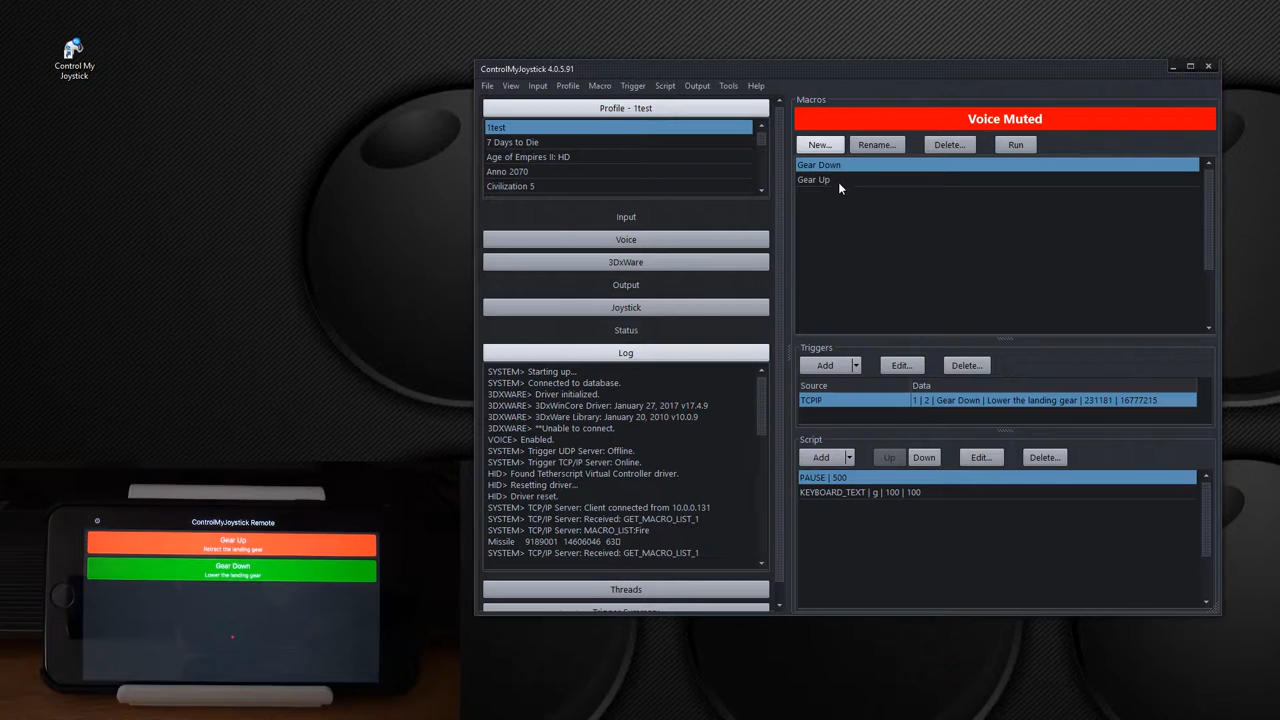 Control My
Joystick
ControlMyJoystick 4.0.5.91
File View Input Profile Macro Trigger Script Output Tools Help
Profile - 1test
1test
7 Days to Die
Age of Empires II: HD
Anno 2070
Civilization 5
Input
Voice
3DxWare
Output
Joystick
Status
Log
SYSTEM> Starting up...
SYSTEM> Connected to database.
3DXWARE> Driver initialized.
3DXWARE> 3DxWinCore Driver: January 27, 2017 v17.4.9
3DXWARE> 3DxWare Library: January 20, 2010 v10.0.9
3DXWARE> **Unable to connect.
VOICE> Enabled.
SYSTEM> Trigger UDP Server: Offline.
SYSTEM> Trigger TCP/IP Server: Online.
HID> Found Tetherscript Virtual Controller driver.
HID> Resetting driver...
HID> Driver reset.
SYSTEM> TCP/IP Server: Client connected from 10.0.0.131
SYSTEM> TCP/IP Server: Received: GET_MACRO_LIST_1
SYSTEM> TCP/IP Server: MACRO_LIST:Fire
Missile 9189001 14606046 63
SYSTEM> TCP/IP Server: Received: GET_MACRO_LIST_1
Threads
Trigger Summary
Macros
Voice Muted
New... Rename... Delete... Run
Gear Down
Gear Up
Triggers
Add Edit... Delete...
Source Data
TCPIP 1 | 2 | Gear Down | Lower the landing gear | 231181 | 16777215
Script
Add Up Down Edit... Delete...
PAUSE | 500
KEYBOARD_TEXT | g | 100 | 100
ControlMyJoystick Remote
Gear Up
Retract the landing gear
Gear Down
Lower the landing gear